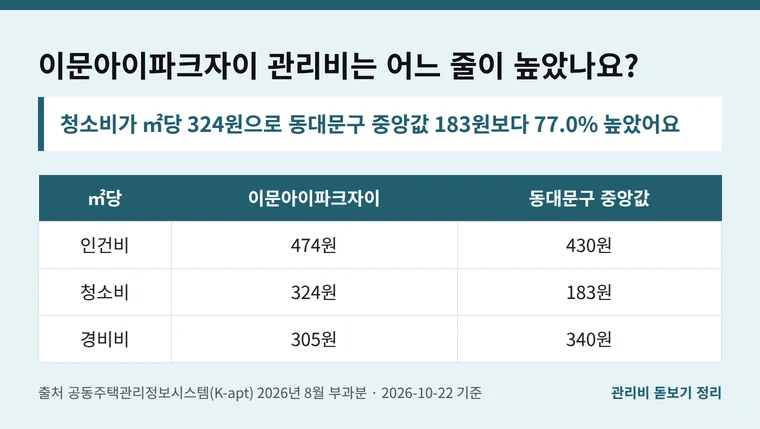 이문아이파크자이 관리비는 어느 줄이 높았나요?
청소비가 ㎡당 324원으로 동대문구 중앙값 183원보다 77.0% 높았어요
㎡당 이문아이파크자이 동대문구 중앙값
인건비 474원 430원
청소비 324원 183원
경비비 305원 340원
출처 공동주택관리정보시스템(K-apt) 2026년 8월 부과분 · 2026-10-22 기준 관리비 돋보기 정리